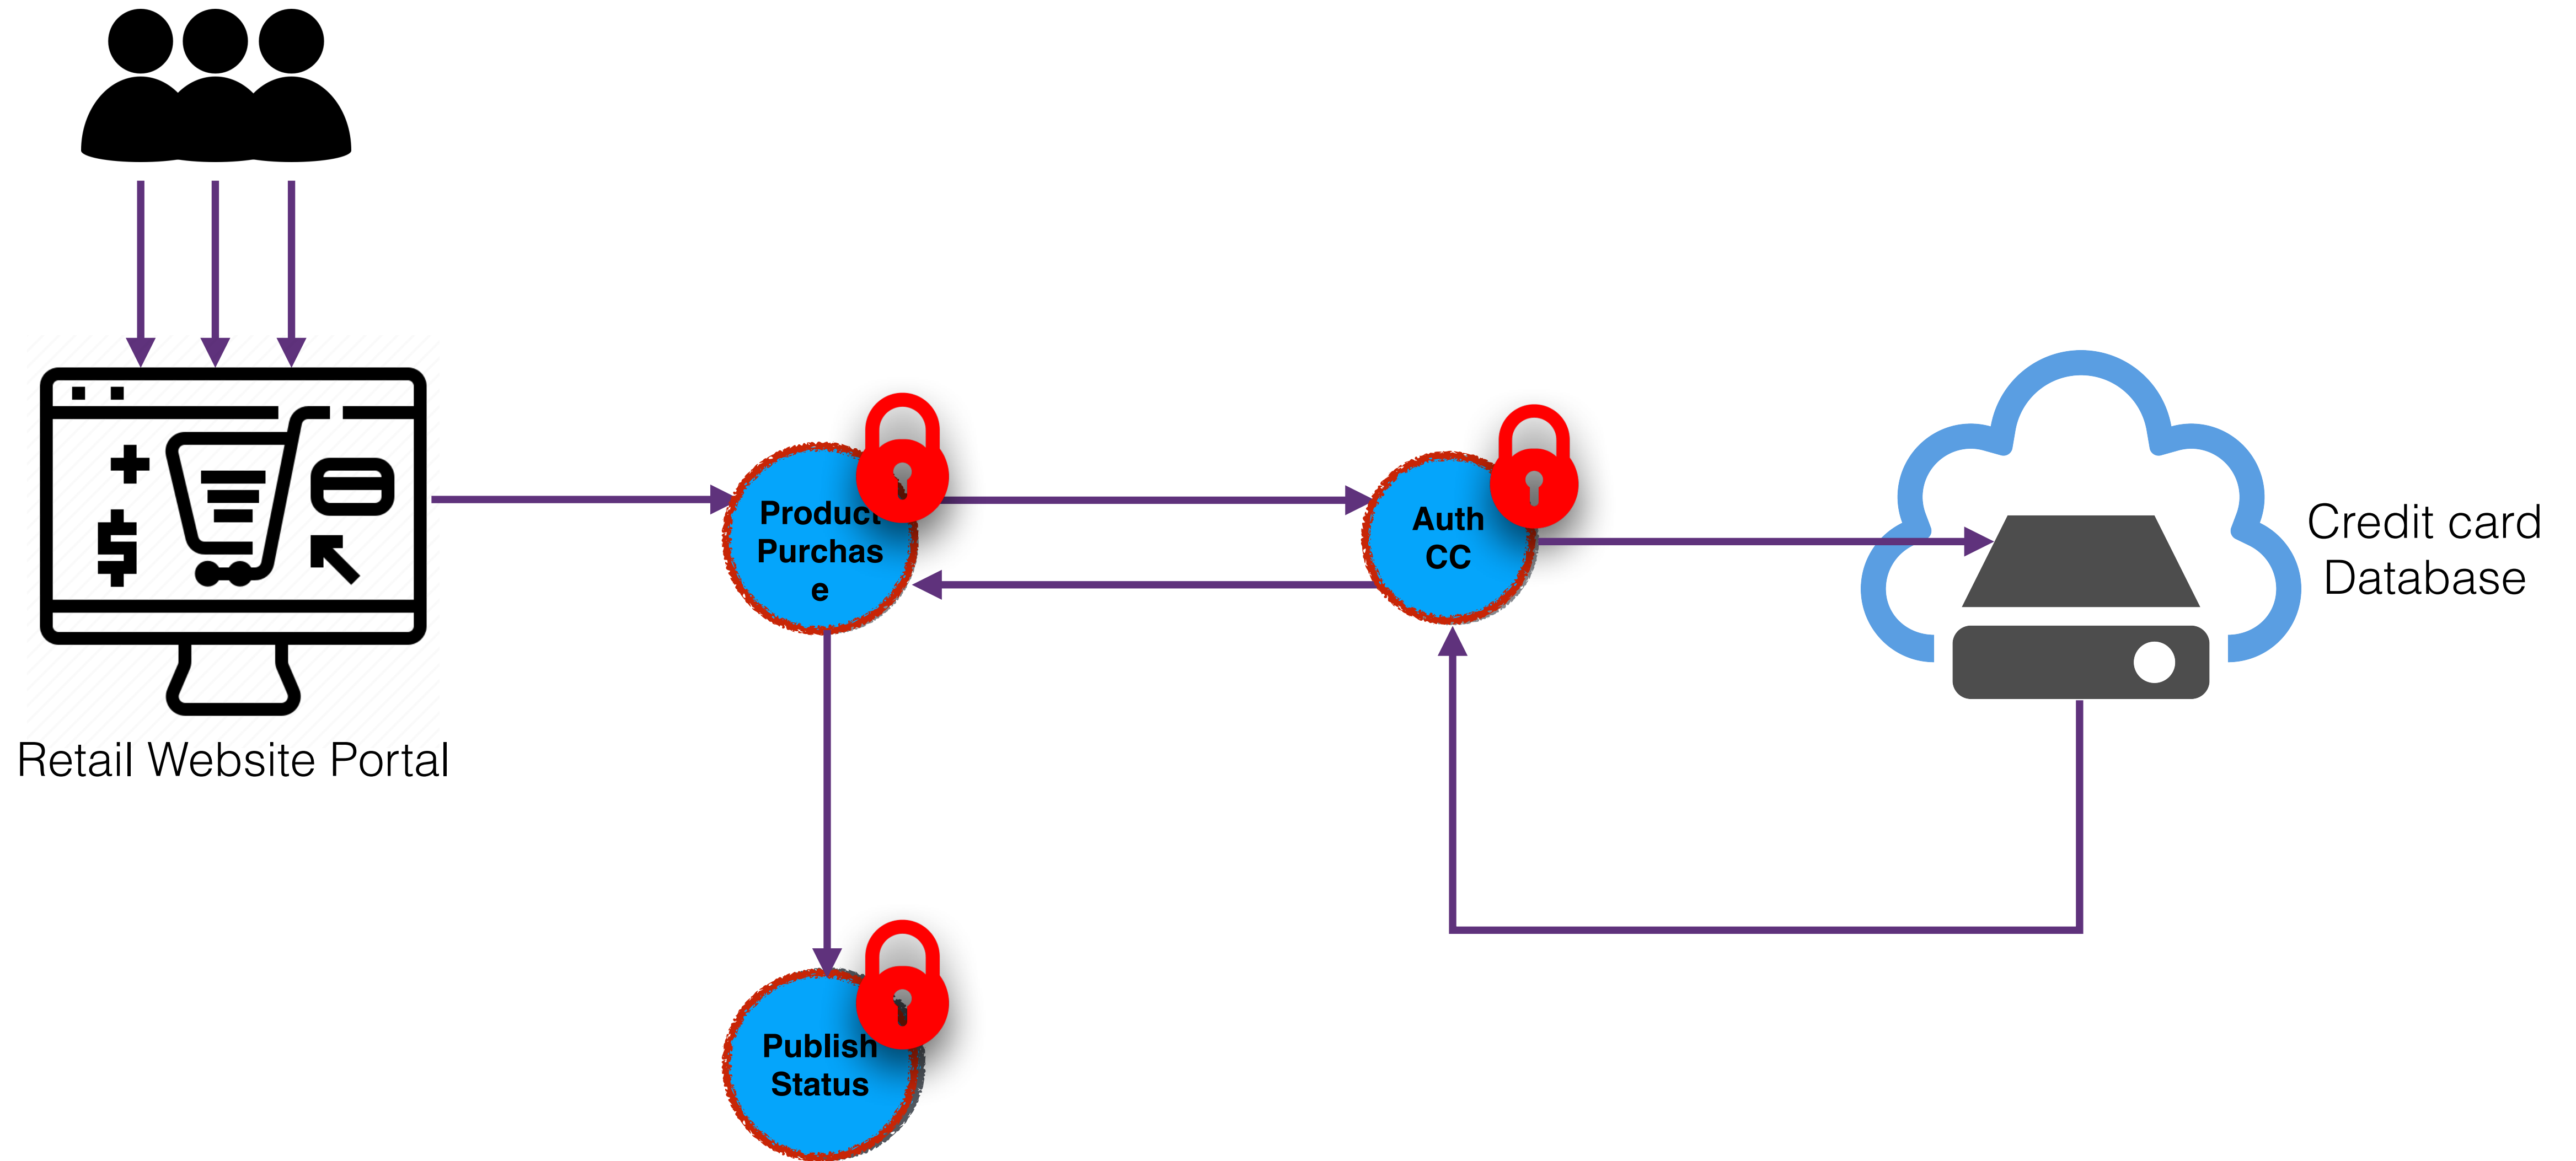 Product
Purchas
e
Auth
CC
Credit card
Database
Retail Website Portal
Publish
Status